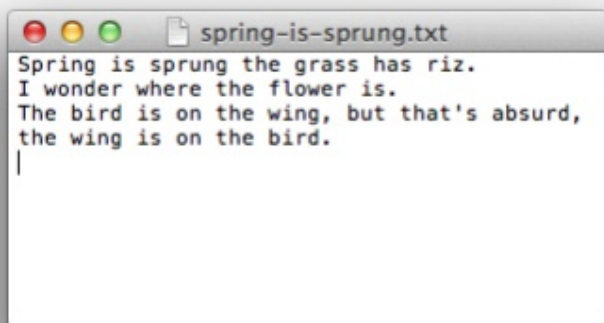 spring-is-sprung.txt
Spring is sprung the grass has riz.
I wonder where the flower is.
The bird is on the wing, but that's absurd,
the wing is on the bird.